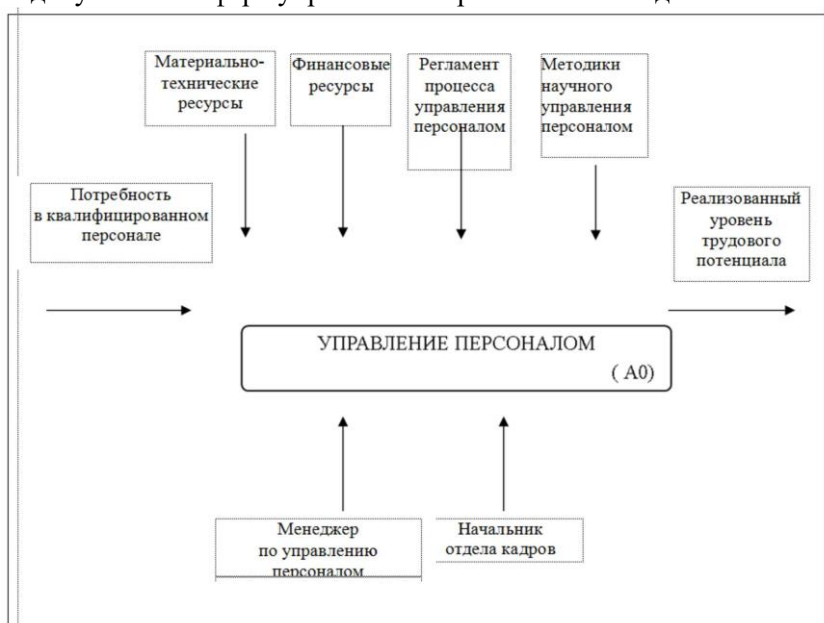 Материально-
технические
ресурсы
Финансовые
ресурсы
Регламент
процесса
управления
персоналом
Методики
научного
управления
персоналом
Потребность
в квалифицированном
персонале
Реализованный
уровень
трудового
потенциала
УПРАВЛЕНИЕ ПЕРСОНАЛОМ
( А0)
Менеджер
по управлению
персоналом
Начальник
отдела кадров